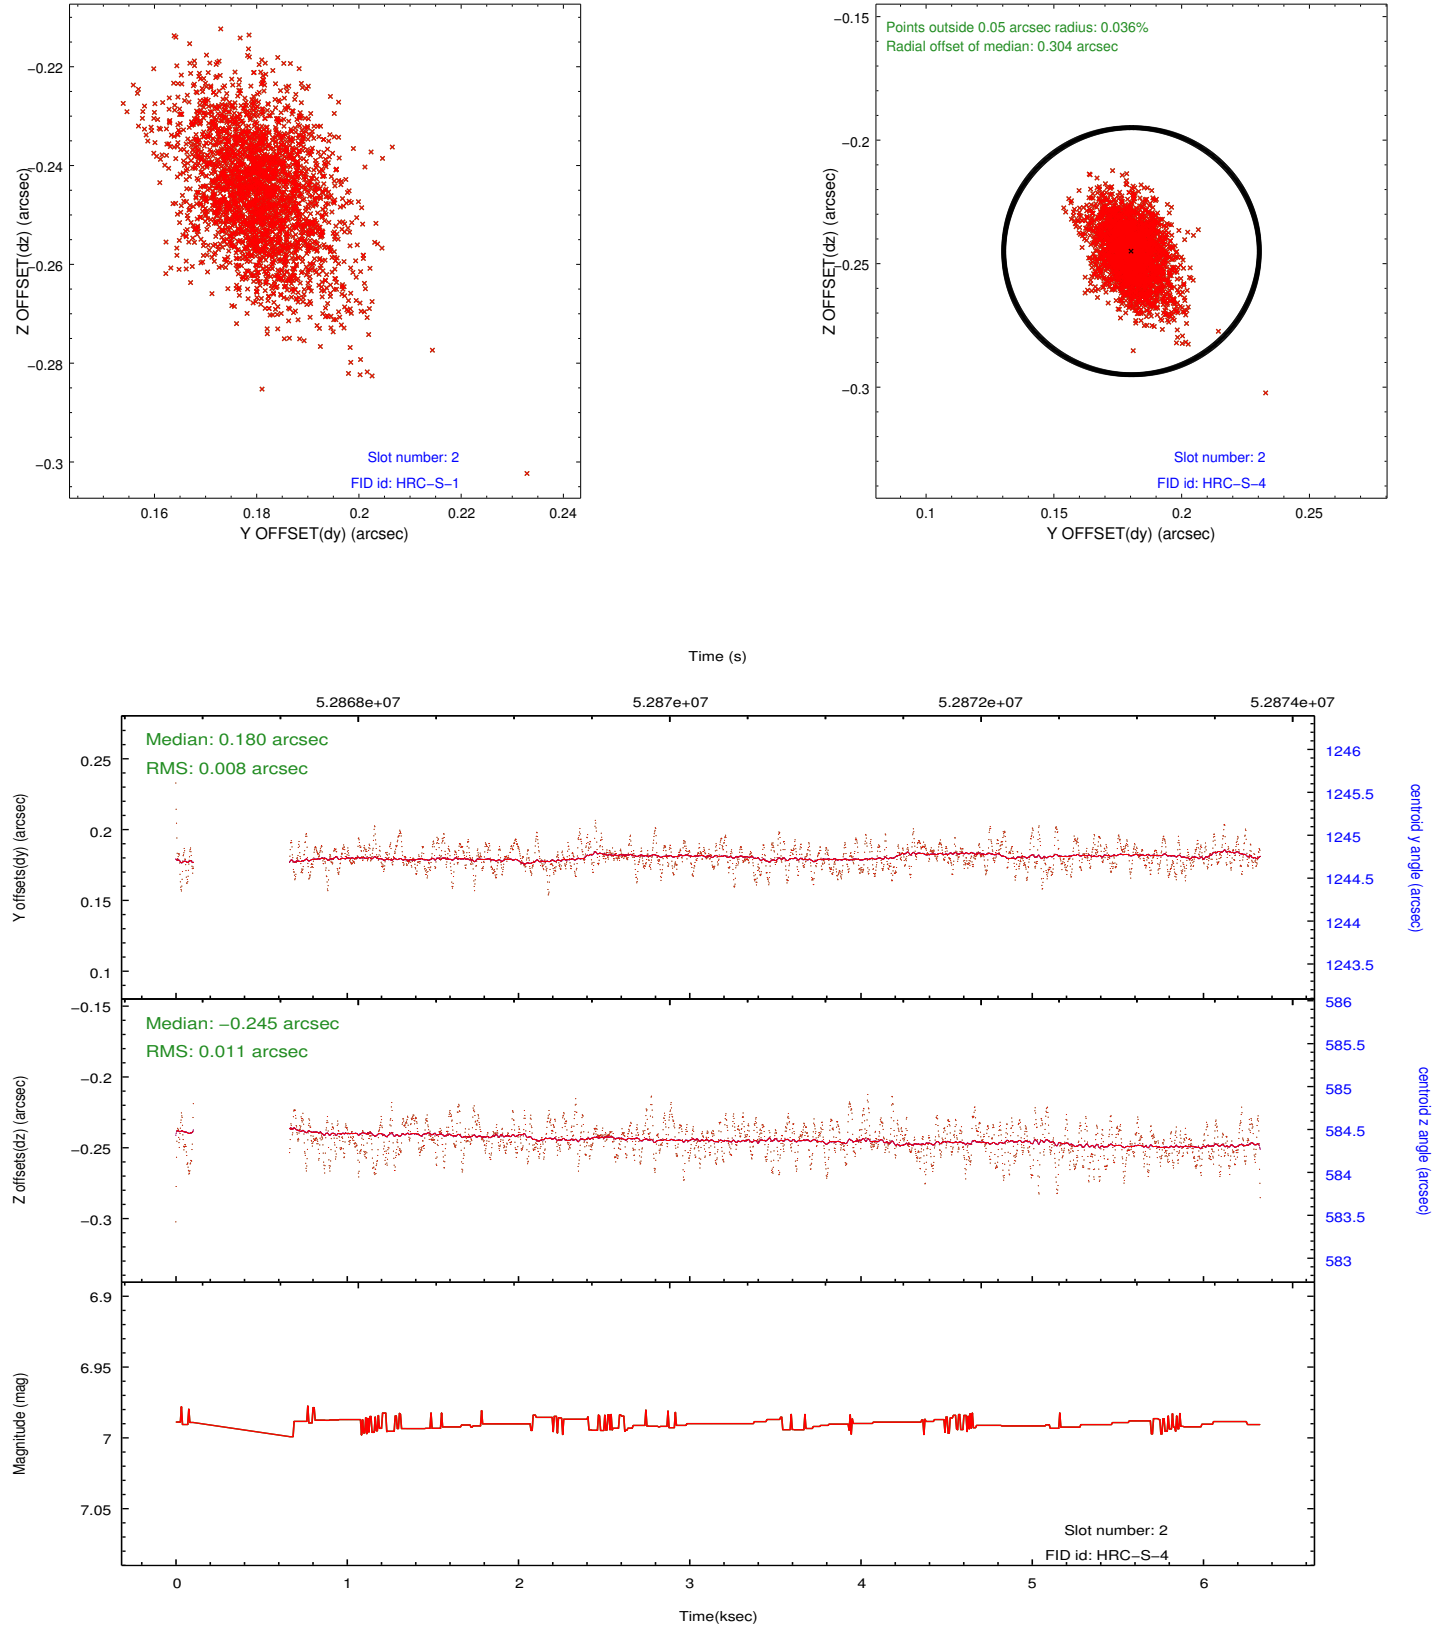 −0.22
−0.24
−0.26
−0.28
−0.3
0.16
0.18
0.2
0.22
0.24
Z OFFSET(dz) (arcsec)
Y OFFSET(dy) (arcsec)
Slot number: 2
FID id: HRC−S−1
Points outside 0.05 arcsec radius: 0.036%
Radial offset of median: 0.304 arcsec
−0.15
−0.2
−0.25
−0.3
0.1
0.15
0.2
0.25
Z OFFSET(dz) (arcsec)
Y OFFSET(dy) (arcsec)
Slot number: 2
FID id: HRC−S−4
Time (s)
5.2868e+07
5.287e+07
5.2872e+07
5.2874e+07
Median: 0.180 arcsec
RMS: 0.008 arcsec
0.25
0.2
0.15
0.1
Y offsets(dy) (arcsec)
1246
1245.5
1245
1244.5
1244
1243.5
centroid y angle (arcsec)
Median: −0.245 arcsec
RMS: 0.011 arcsec
−0.15
−0.2
−0.25
−0.3
Z offsets(dz) (arcsec)
586
585.5
585
584.5
584
583.5
583
centroid z angle (arcsec)
6.9
6.95
7
7.05
Magnitude (mag)
Slot number: 2
FID id: HRC−S−4
0
1
2
3
4
5
6
Time(ksec)